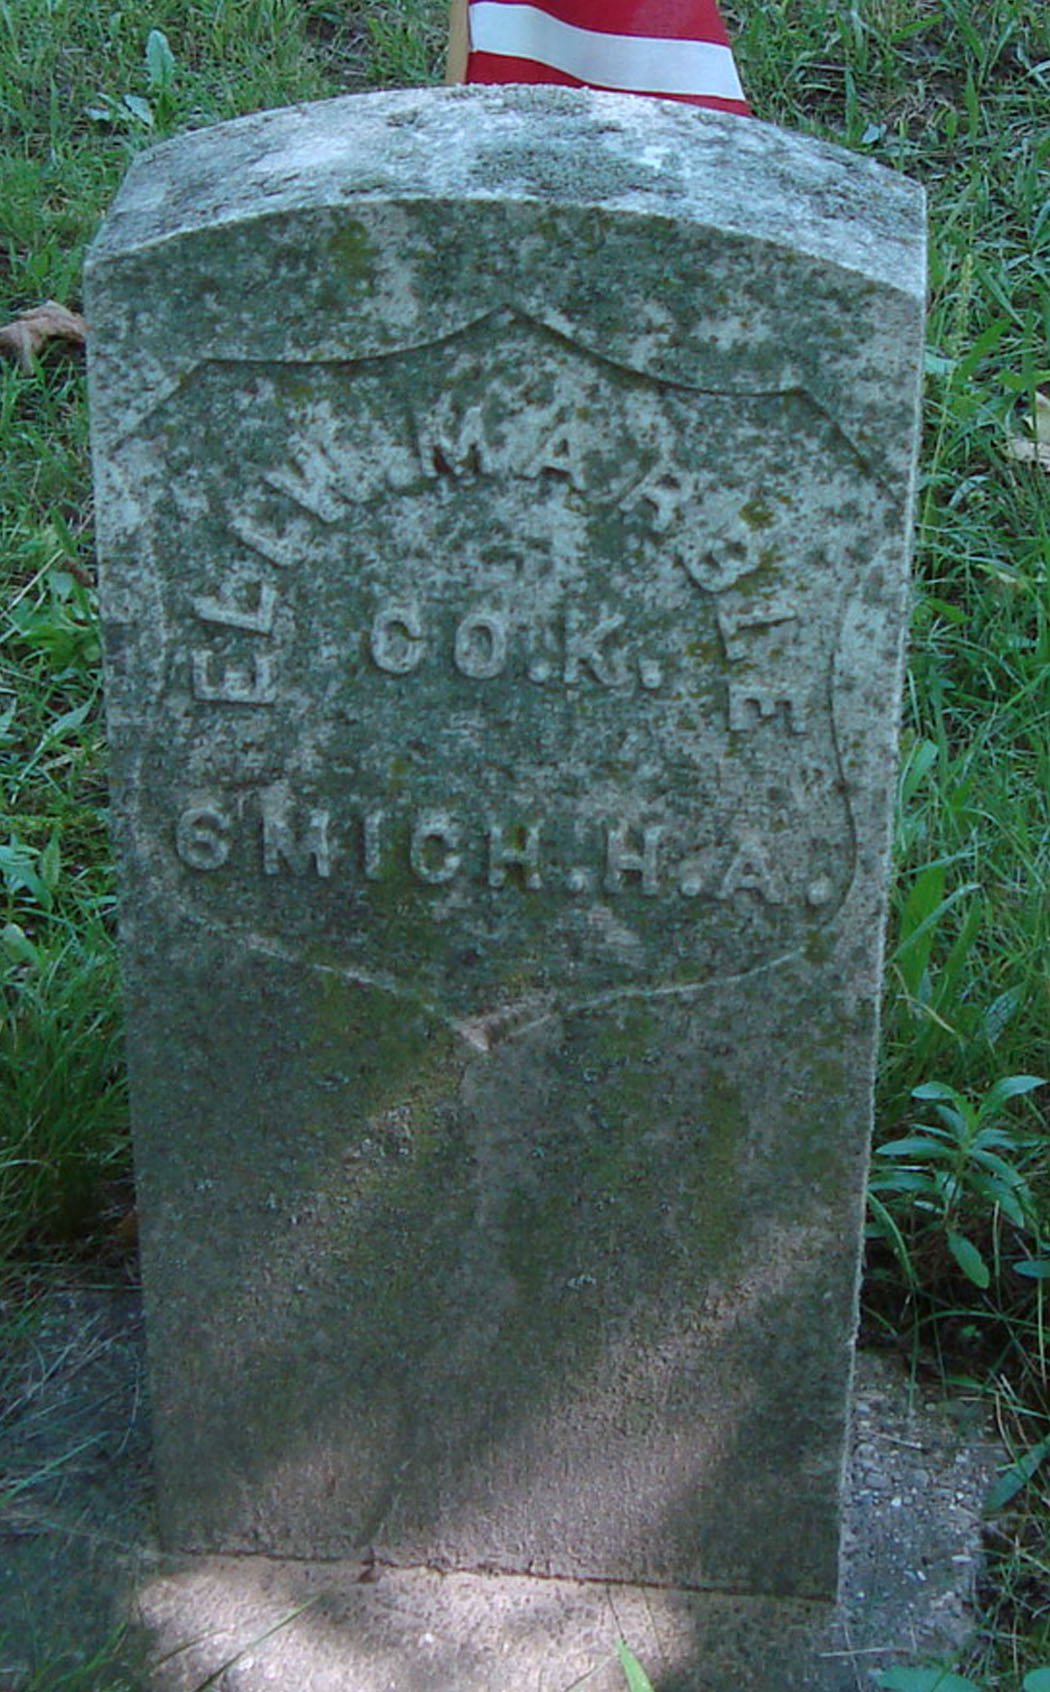 ELI W. MARBLE
CO. K.
6 MICH. H. A.